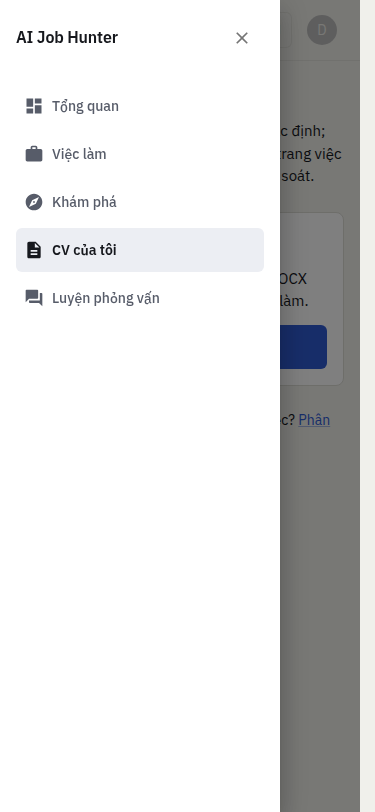 AI Job Hunter
D
Tổng quan
Việc làm
Khám phá
CV của tôi
Luyện phỏng vấn
định;
trang việc
soát.
OCX
làm.
Phân